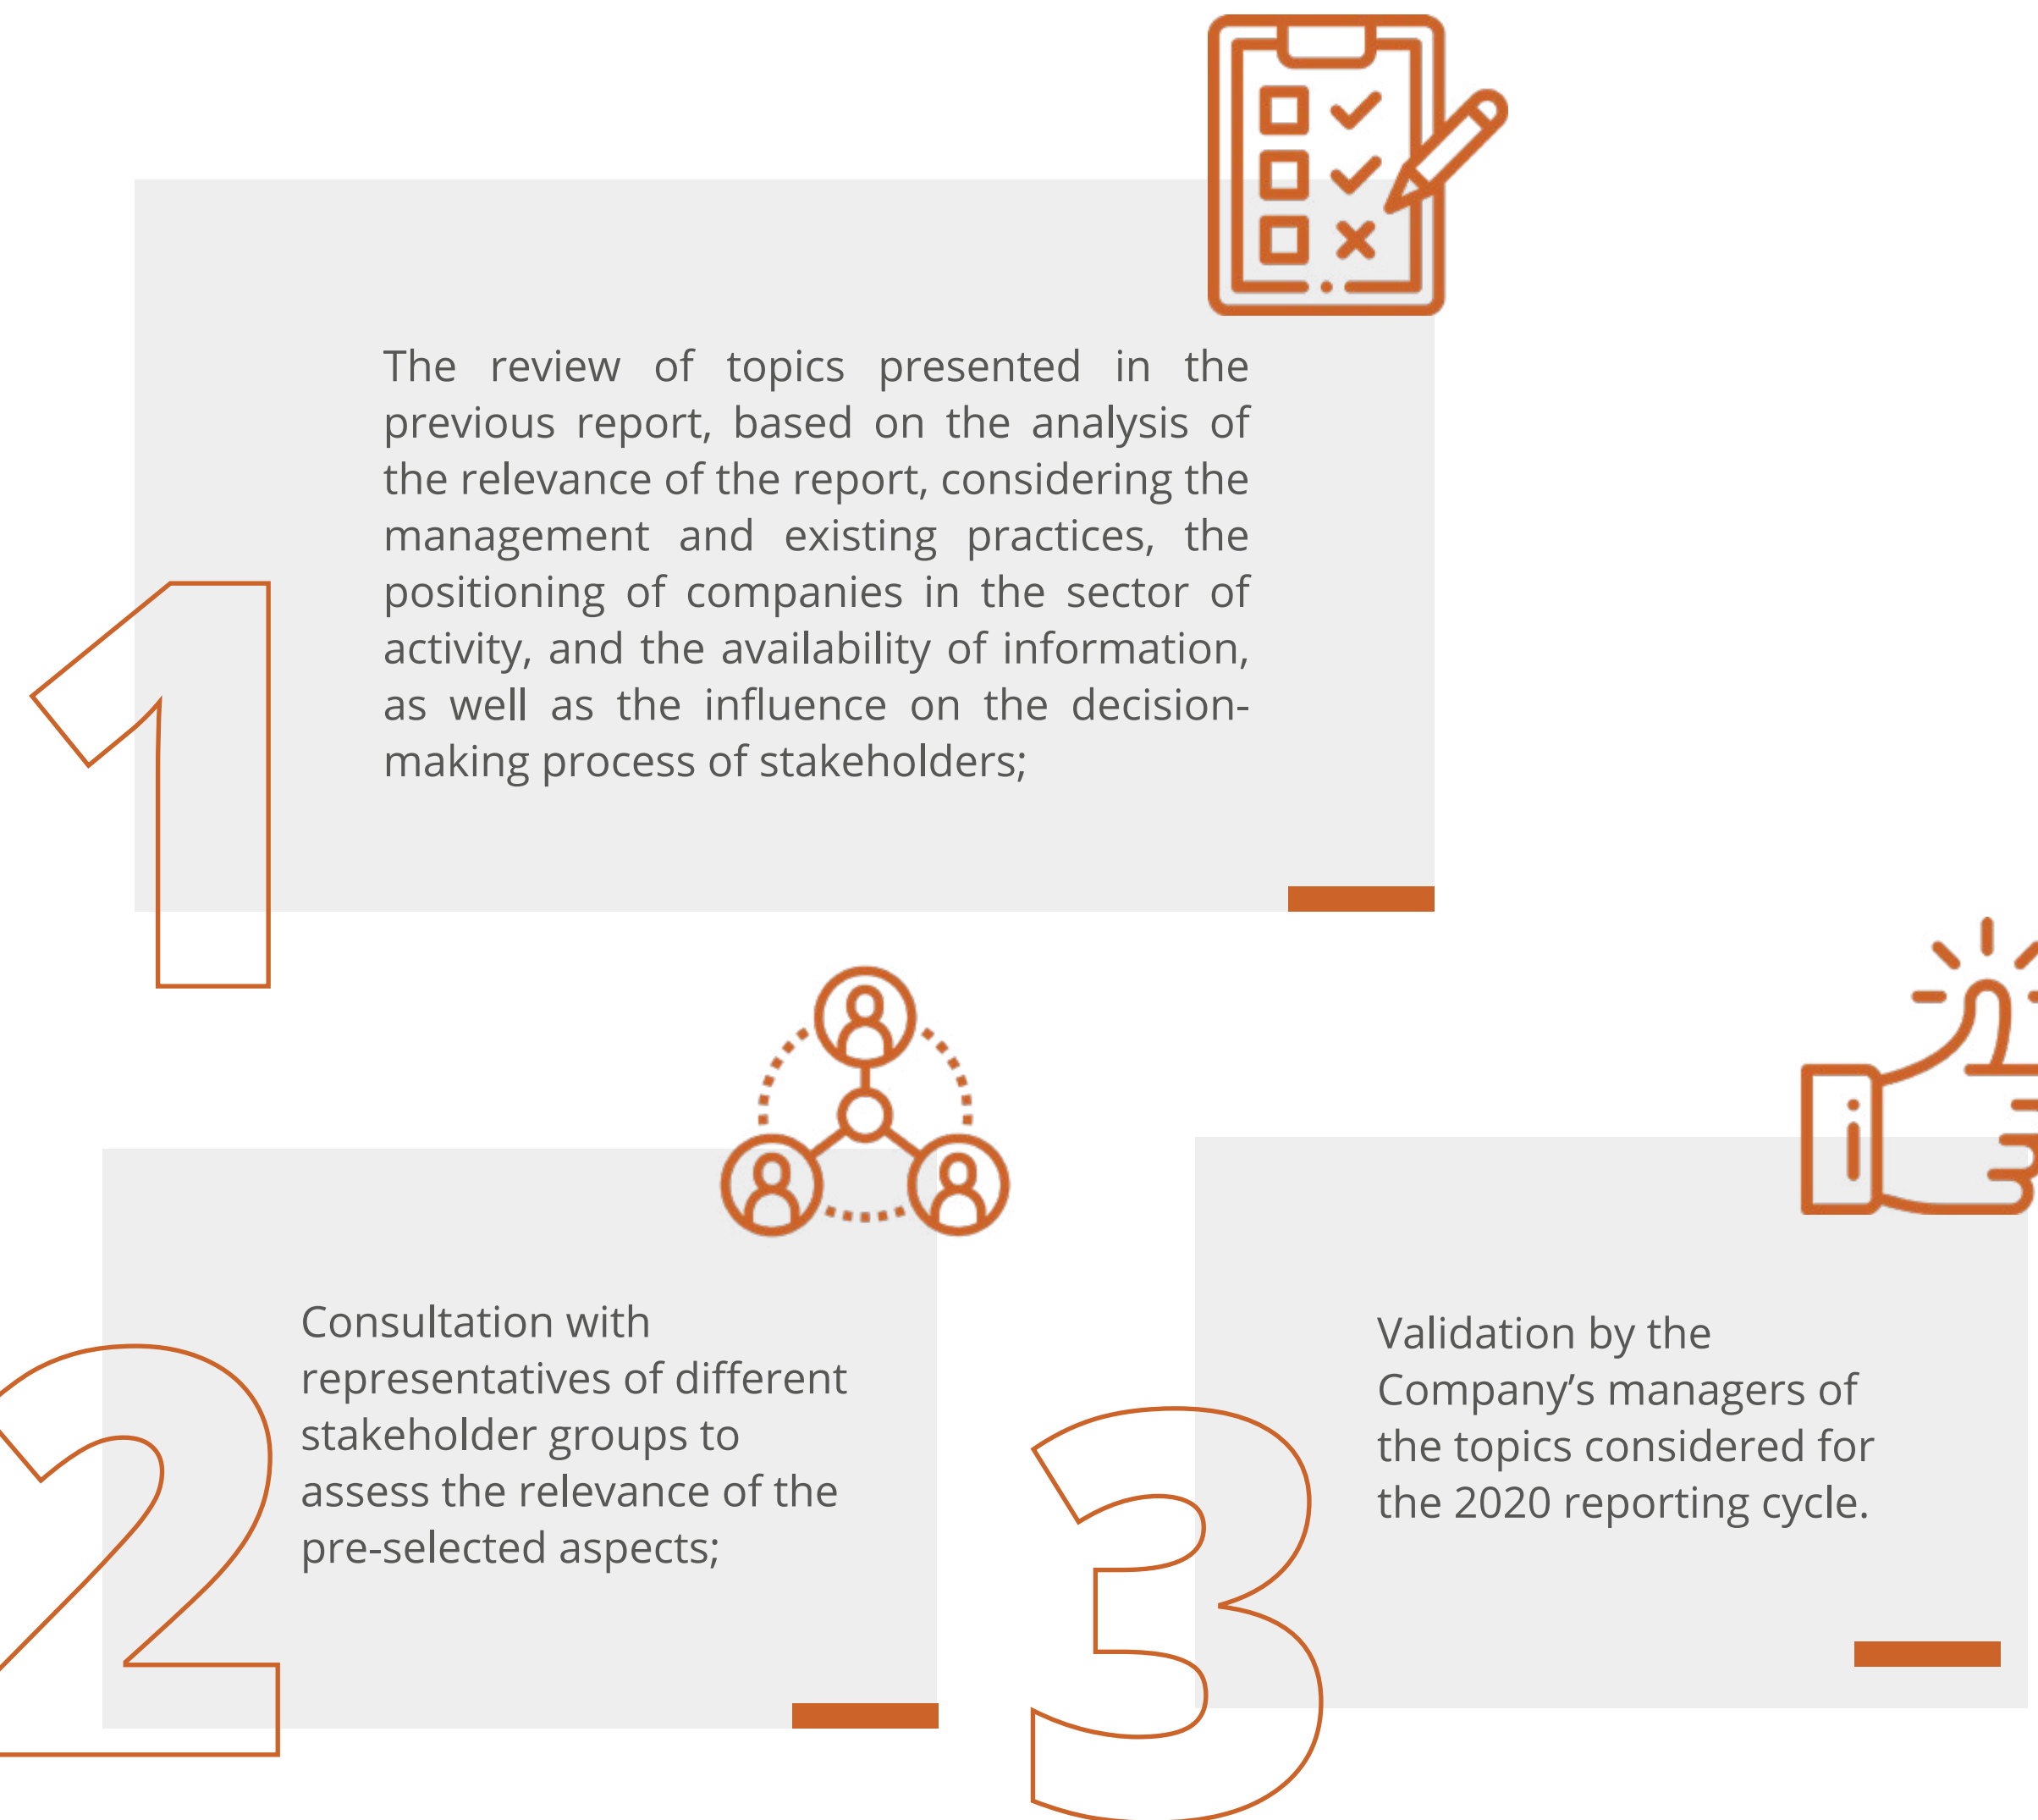 1
The review of topics presented in the
previous report, based on the analysis of
the relevance of the report, considering the
management and existing practices, the
positioning of companies in the sector of
activity, and the availability of information,
as well as the influence on the decision-
making process of stakeholders;
2
Consultation with
representatives of different
stakeholder groups to
assess the relevance of the
pre-selected aspects;
3
Validation by the
Company’s managers of
the topics considered for
the 2020 reporting cycle.